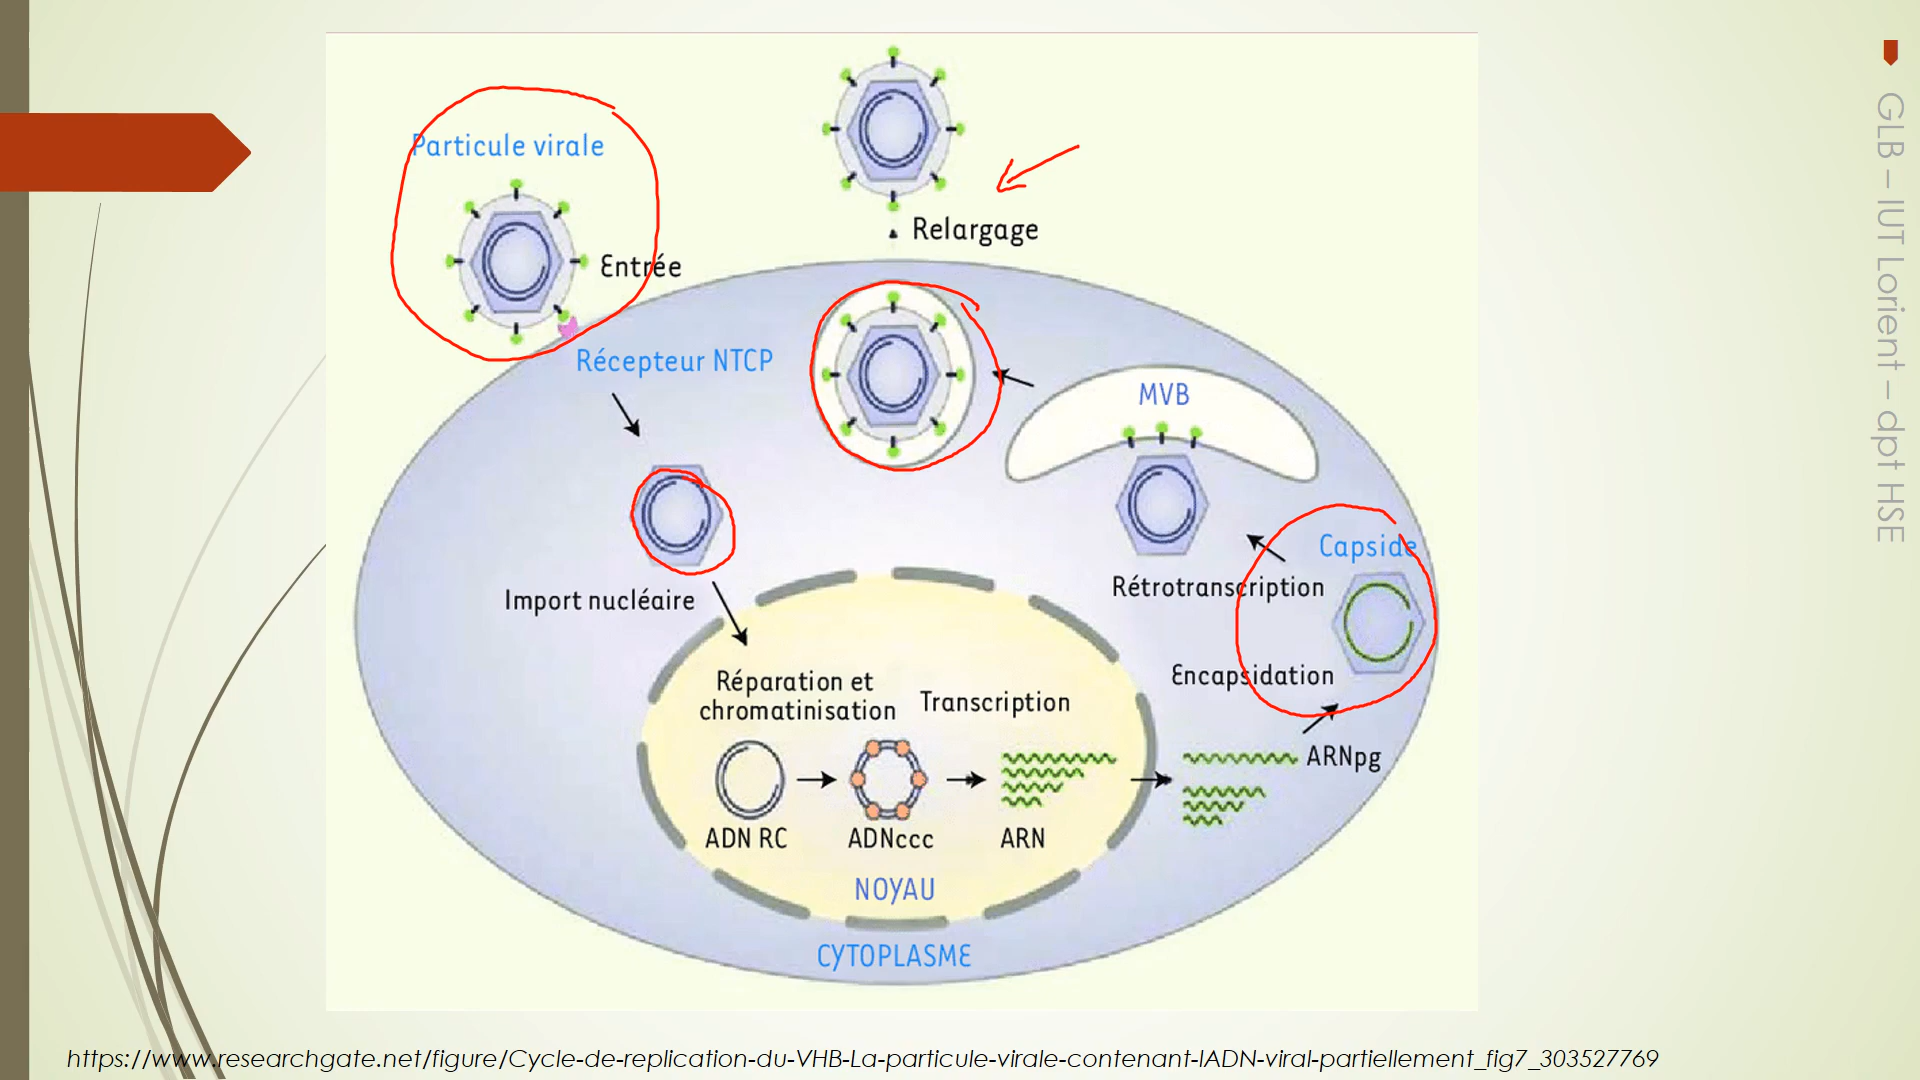 Particule virale
Entrée
Relargage
Récepteur NTCP
MVB
Capside
Rétrotranscription
Import nucléaire
Encapsidation
Réparation et
chromatinisation
Transcription
ARNpg
ADN RC
ADNccc
ARN
NOYAU
CYTOPLASME
GLB – IUT Lorient – dpt HSE
https://www.researchgate.net/figure/Cycle-de-replication-du-VHB-La-particule-virale-contenant-lADN-viral-partiellement_fig7_303527769